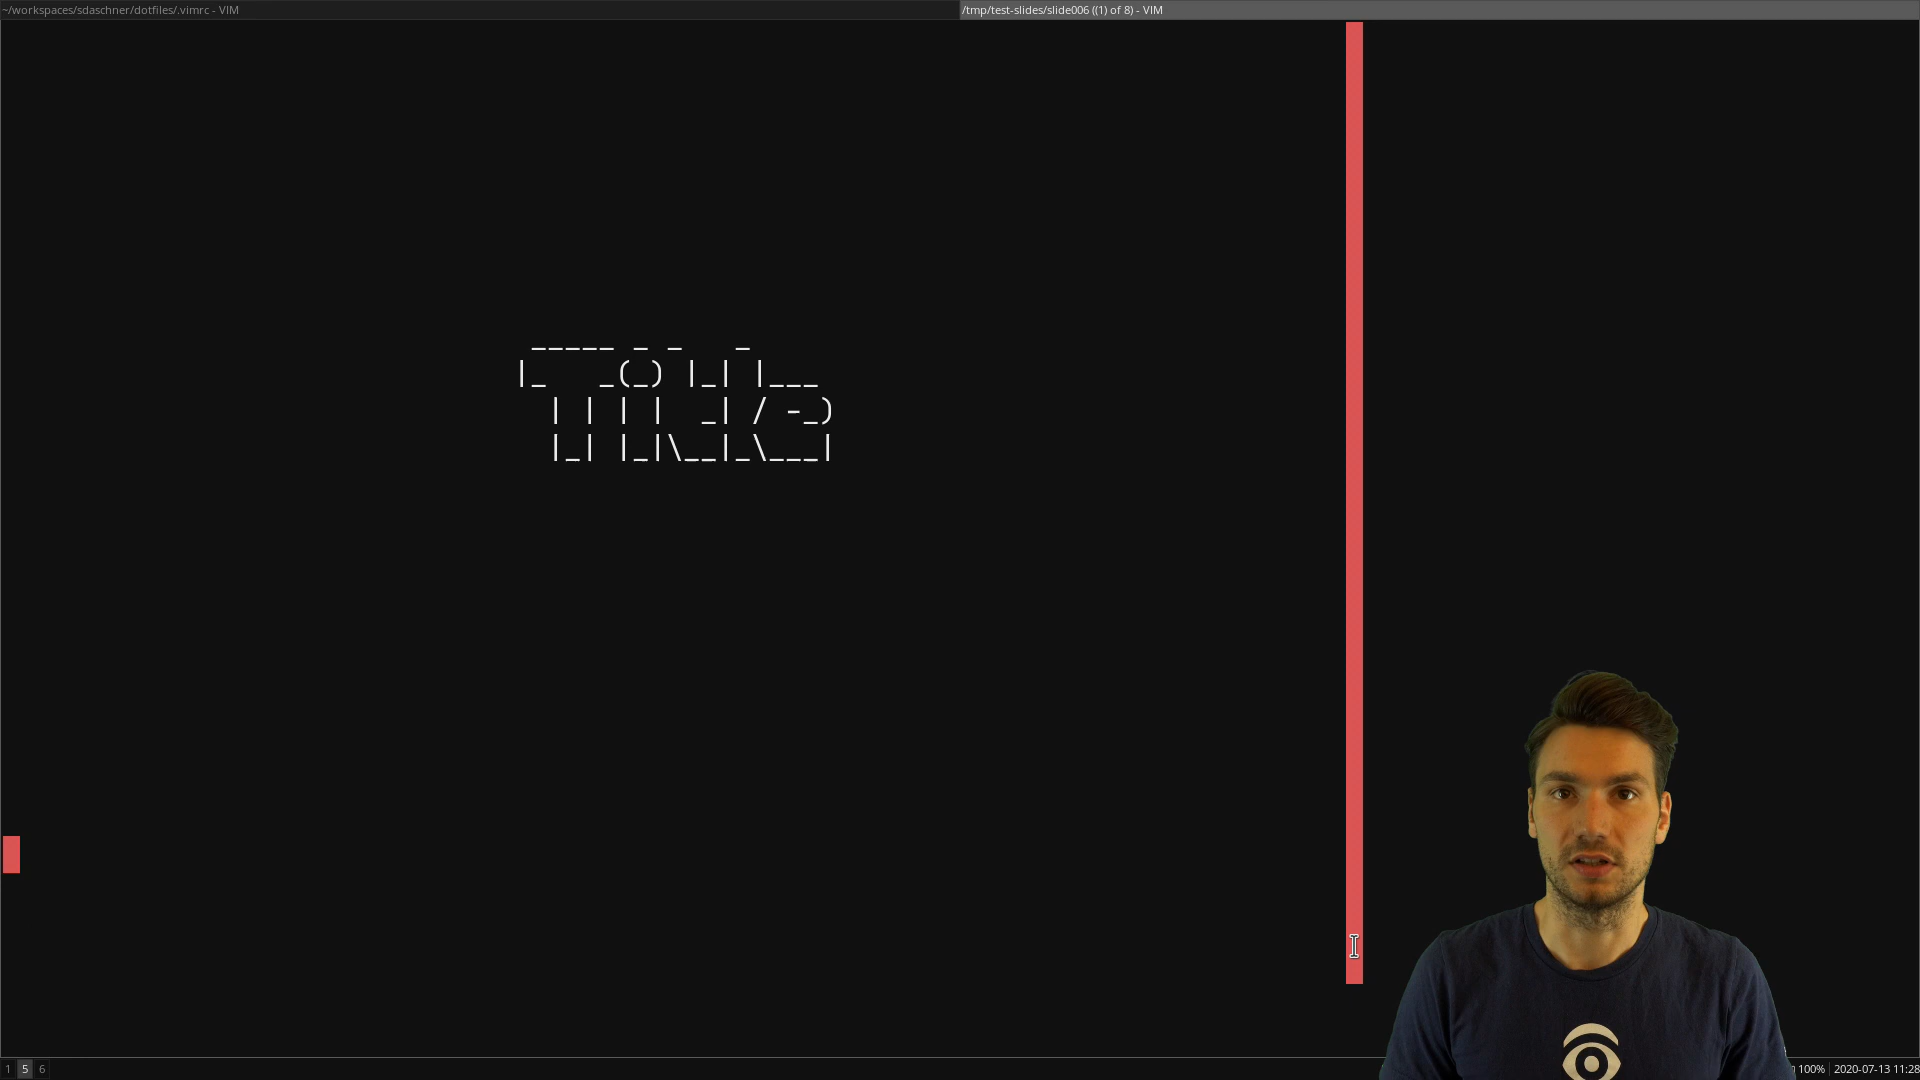 ~/workspaces/sdaschner/dotfiles/.vimrc - VIM
/tmp/test-slides/slide006 ((1) of 8) - VIM
Title
1 5 6
100% 2020-07-13 11:28